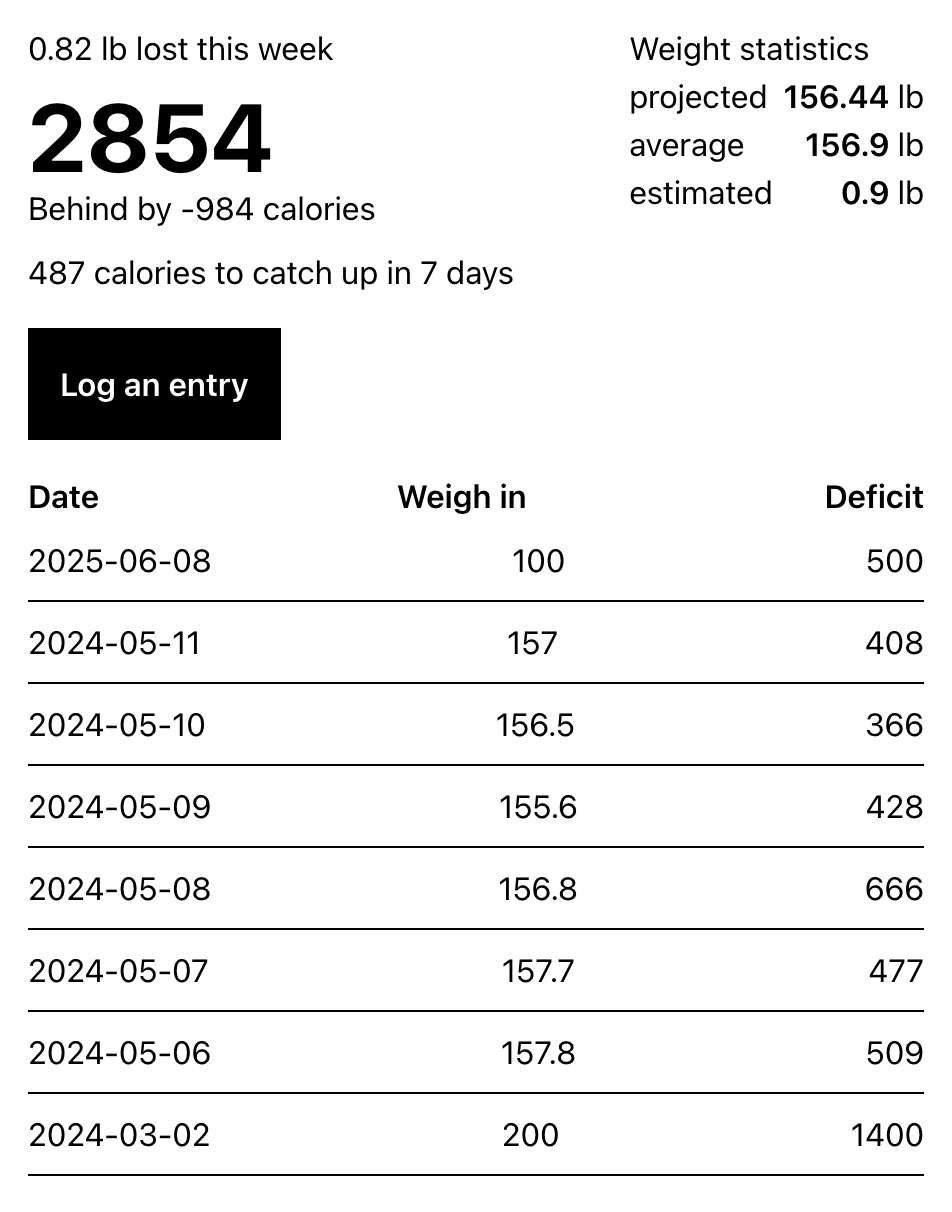 0.82 lb lost this week
2854
Behind by -984 calories
487 calories to catch up in 7 days
Weight statistics
projected 156.44 lb
average 156.9 lb
estimated 0.9 lb
Log an entry
Date Weigh in Deficit
2025-06-08 100 500
2024-05-11 157 408
2024-05-10 156.5 366
2024-05-09 155.6 428
2024-05-08 156.8 666
2024-05-07 157.7 477
2024-05-06 157.8 509
2024-03-02 200 1400